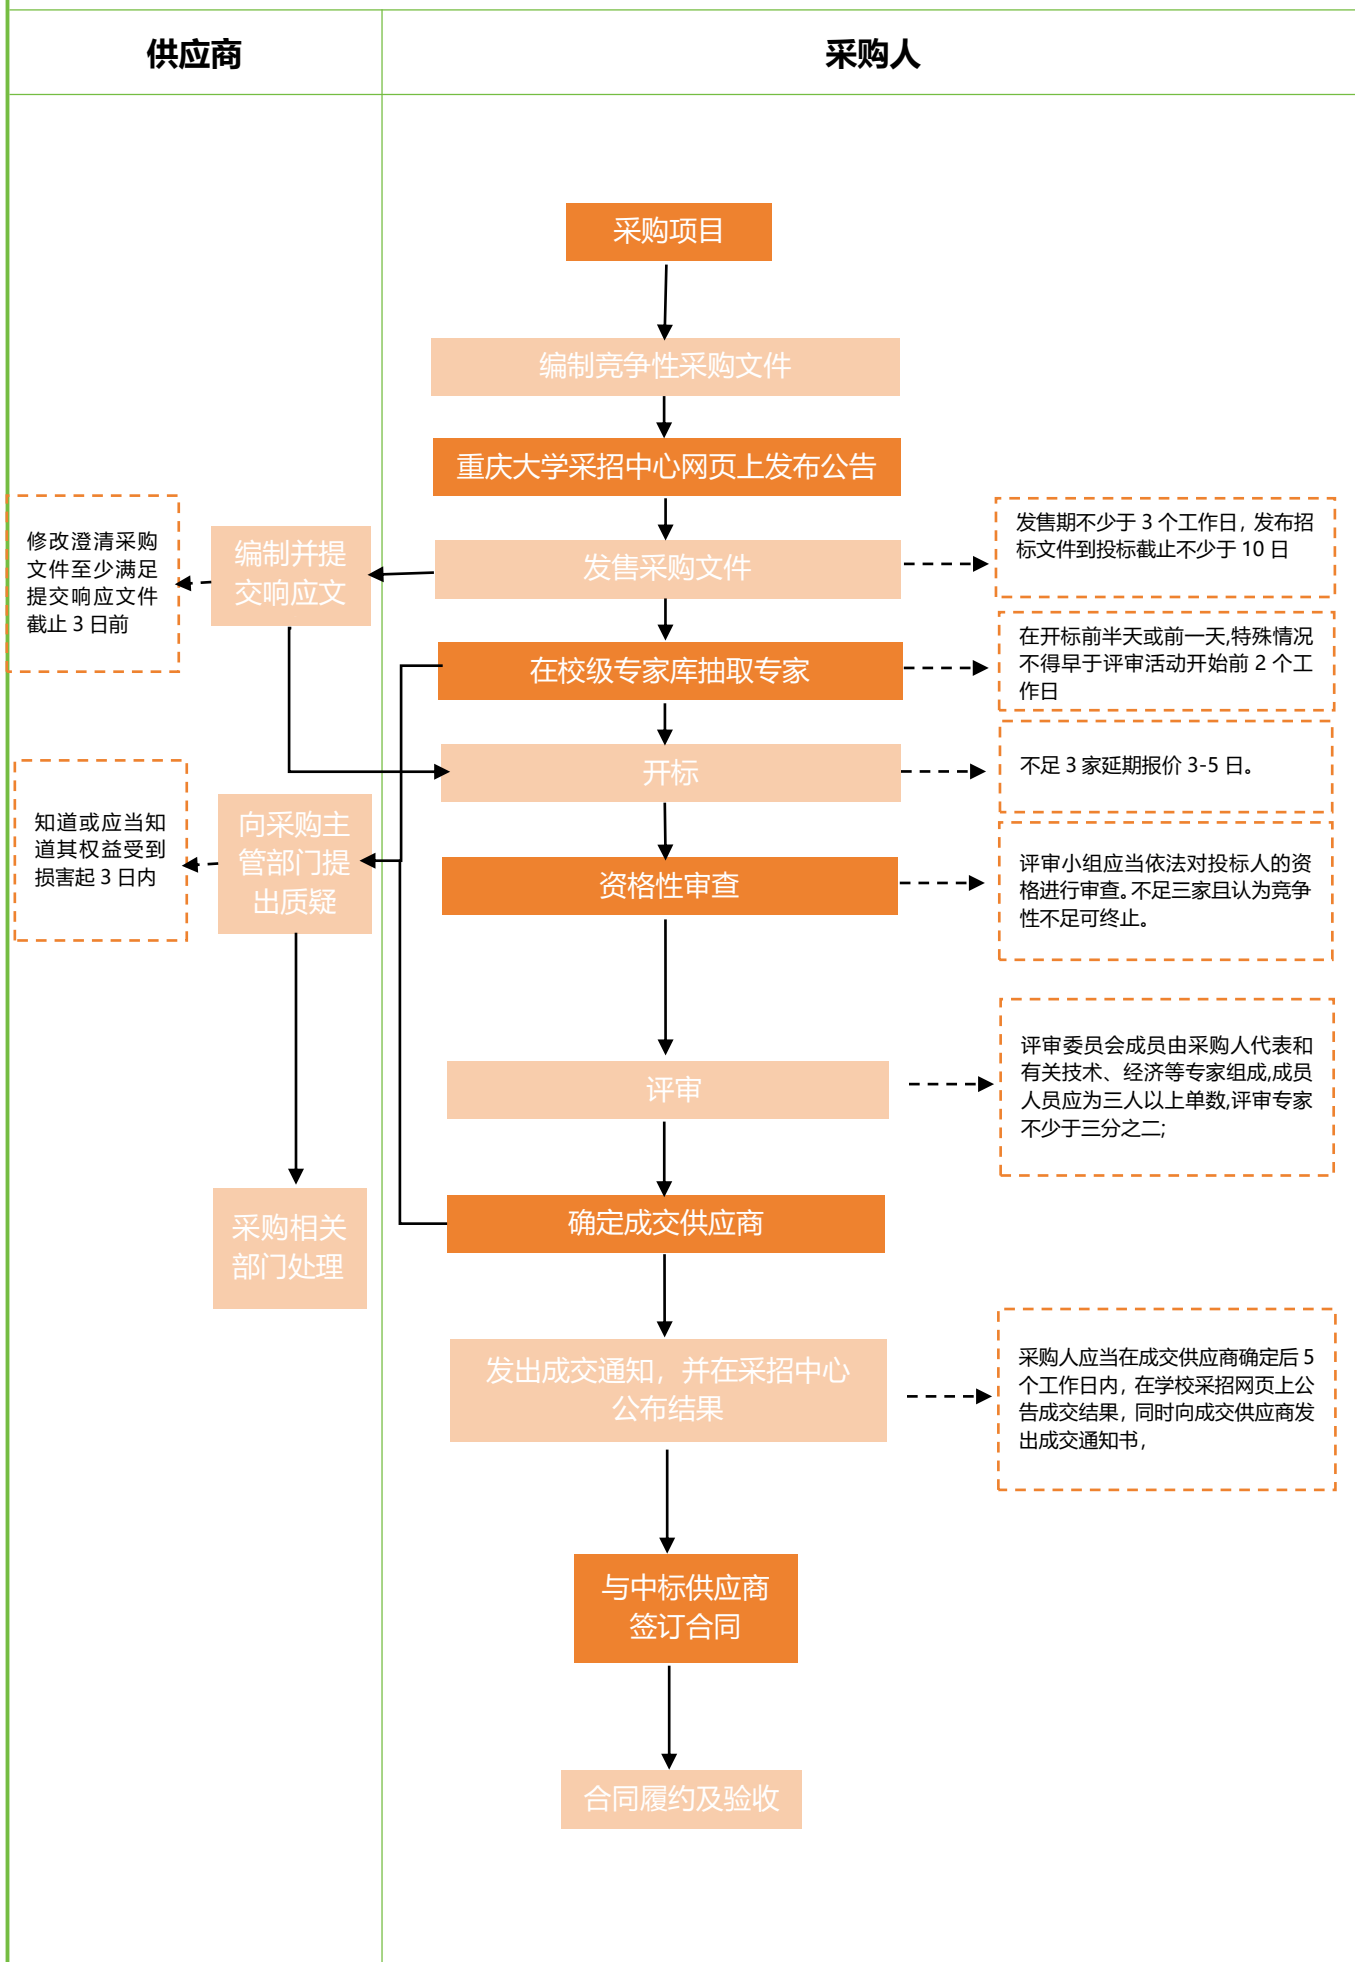 供应商
采购人
采购项目
编制竞争性采购文件
重庆大学采招中心网页上发布公告
修改澄清采购
文件至少满足
提交响应文件
截止 3 日前
编制并提
交响应文
发售采购文件
发售期不少于 3 个工作日，发布招
标文件到投标截止不少于 10 日
在校级专家库抽取专家
在开标前半天或前一天,特殊情况
不得早于评审活动开始前 2 个工
作日
开标
不足 3 家延期报价 3-5 日。
知道或应当知
道其权益受到
损害起 3 日内
向采购主
管部门提
出质疑
资格性审查
评审小组应当依法对投标人的资
格进行审查。不足三家且认为竞争
性不足可终止。
评审
评审委员会成员由采购人代表和
有关技术、经济等专家组成,成员
人员应为三人以上单数,评审专家
不少于三分之二;
采购相关
部门处理
确定成交供应商
发出成交通知，并在采招中心
公布结果
采购人应当在成交供应商确定后 5
个工作日内，在学校采招网页上公
告成交结果，同时向成交供应商发
出成交通知书，
与中标供应商
签订合同
合同履约及验收